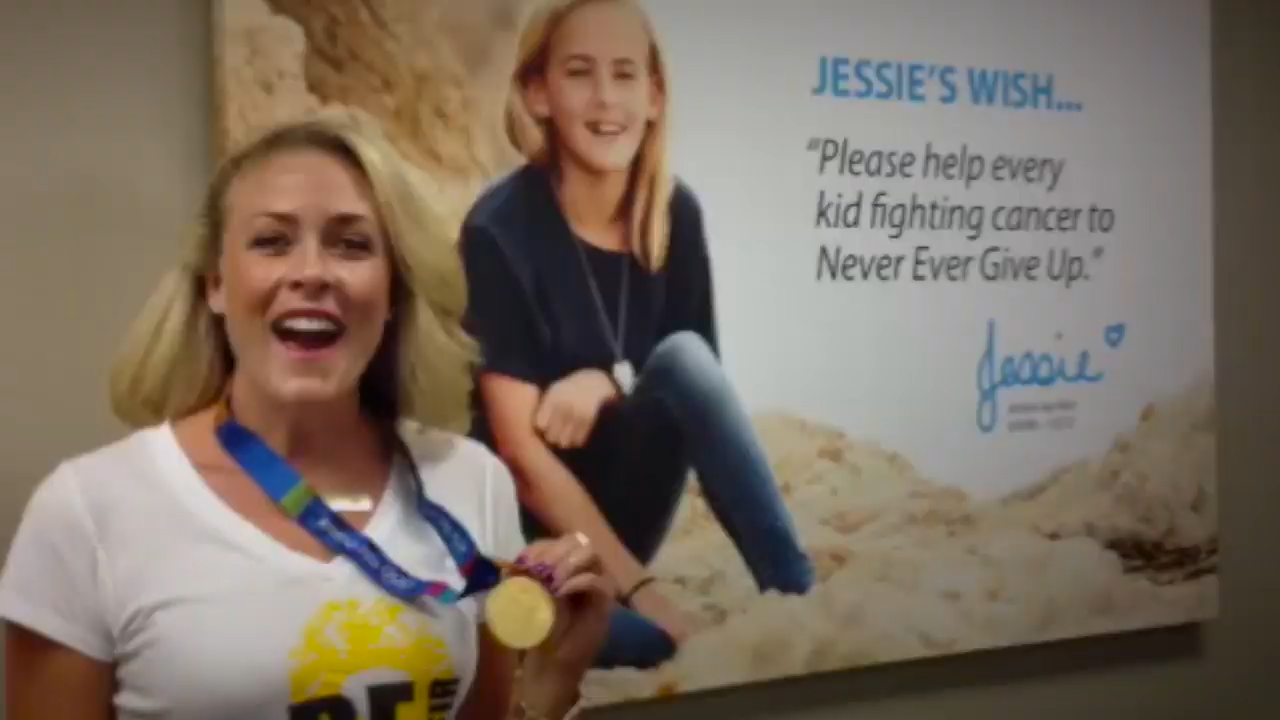 JESSIE'S WISH...
"Please help every
kid fighting cancer to
Never Ever Give Up."
Jessie